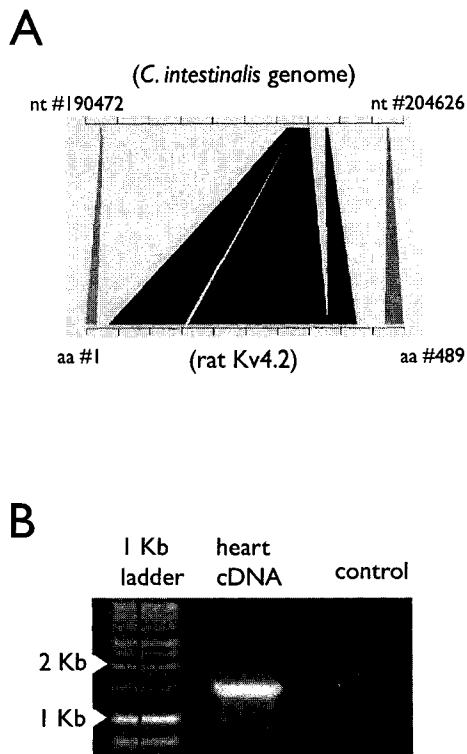 A
(C. intestinalis genome)
nt #190472 nt #204626
aa #1 (rat Kv4.2) aa #489
B
1 Kb ladder
heart cDNA
control
2 Kb
1 Kb